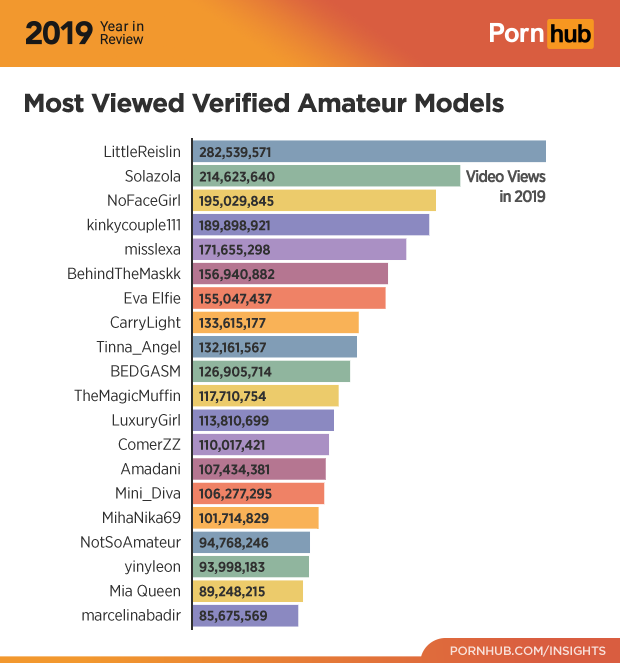 2019 Year in Review
Pornhub
Most Viewed Verified Amateur Models
LittleReislin 282,539,571
Solazola 214,623,640
Video Views
in 2019
NoFaceGirl 195,029,845
kinkycouple111 189,898,921
misslexa 171,655,298
BehindTheMaskk 156,940,882
Eva Elfie 155,047,437
CarryLight 133,615,177
Tinna_Angel 132,161,567
BEDGASM 126,905,714
TheMagicMuffin 117,710,754
LuxuryGirl 113,810,699
ComerZZ 110,017,421
Amadani 107,434,381
Mini_Diva 106,277,295
MihaNika69 101,714,829
NotSoAmateur 94,768,246
yinyleon 93,998,183
Mia Queen 89,248,215
marcelinabadir 85,675,569
PORNHUB.COM/INSIGHTS